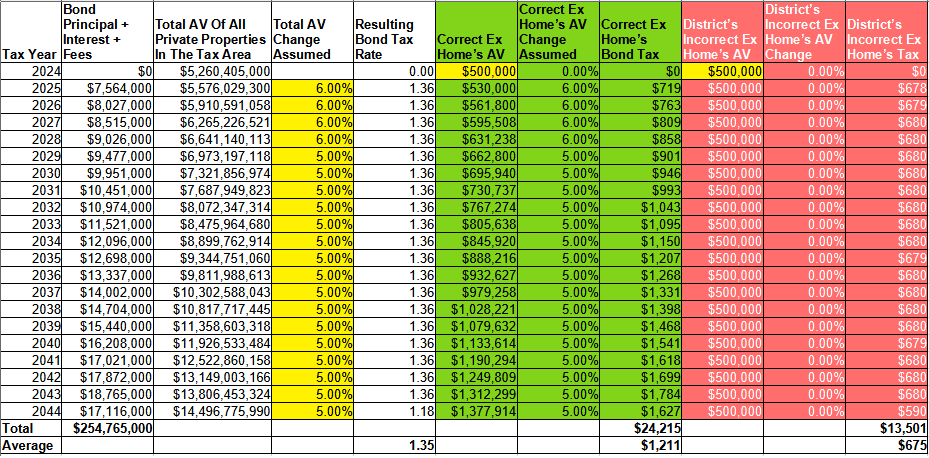 Tax Year Bond Principal + Interest + Fees Total AV Of All Private Properties In The Tax Area Total AV Change Assumed Resulting Bond Tax Rate Correct Ex Home's AV Correct Ex Home's AV Change Assumed Correct Ex Home's Bond Tax District's Incorrect Ex Home's AV District's Incorrect Ex Home's AV Change District's Incorrect Ex Home's Tax
2024 $0 $5,260,405,000 0.00 $500,000 0.00% $0 $500,000 0.00% $0
2025 $7,564,000 $5,576,029,300 6.00% 1.36 $530,000 6.00% $719 $500,000 0.00% $678
2026 $8,027,000 $5,910,591,058 6.00% 1.36 $561,800 6.00% $763 $500,000 0.00% $679
2027 $8,515,000 $6,265,226,521 6.00% 1.36 $595,508 6.00% $809 $500,000 0.00% $680
2028 $9,026,000 $6,641,140,113 6.00% 1.36 $631,238 6.00% $858 $500,000 0.00% $680
2029 $9,477,000 $6,973,197,118 5.00% 1.36 $662,800 5.00% $901 $500,000 0.00% $680
2030 $9,951,000 $7,321,856,974 5.00% 1.36 $695,940 5.00% $946 $500,000 0.00% $680
2031 $10,451,000 $7,687,949,823 5.00% 1.36 $730,737 5.00% $993 $500,000 0.00% $680
2032 $10,974,000 $8,072,347,314 5.00% 1.36 $767,274 5.00% $1,043 $500,000 0.00% $680
2033 $11,521,000 $8,475,964,680 5.00% 1.36 $805,638 5.00% $1,095 $500,000 0.00% $680
2034 $12,096,000 $8,899,762,914 5.00% 1.36 $845,920 5.00% $1,150 $500,000 0.00% $680
2035 $12,698,000 $9,344,751,060 5.00% 1.36 $888,216 5.00% $1,207 $500,000 0.00% $679
2036 $13,337,000 $9,811,988,613 5.00% 1.36 $932,627 5.00% $1,268 $500,000 0.00% $680
2037 $14,002,000 $10,302,588,043 5.00% 1.36 $979,258 5.00% $1,331 $500,000 0.00% $680
2038 $14,704,000 $10,817,717,445 5.00% 1.36 $1,028,221 5.00% $1,398 $500,000 0.00% $680
2039 $15,440,000 $11,358,603,318 5.00% 1.36 $1,079,632 5.00% $1,468 $500,000 0.00% $680
2040 $16,208,000 $11,926,533,484 5.00% 1.36 $1,133,614 5.00% $1,541 $500,000 0.00% $679
2041 $17,021,000 $12,522,860,158 5.00% 1.36 $1,190,294 5.00% $1,618 $500,000 0.00% $680
2042 $17,872,000 $13,149,003,166 5.00% 1.36 $1,249,809 5.00% $1,699 $500,000 0.00% $680
2043 $18,765,000 $13,806,453,324 5.00% 1.36 $1,312,299 5.00% $1,784 $500,000 0.00% $680
2044 $17,116,000 $14,496,775,990 5.00% 1.18 $1,377,914 5.00% $1,627 $500,000 0.00% $590
Total $254,765,000 $24,215 $13,501
Average 1.35 $1,211 $675